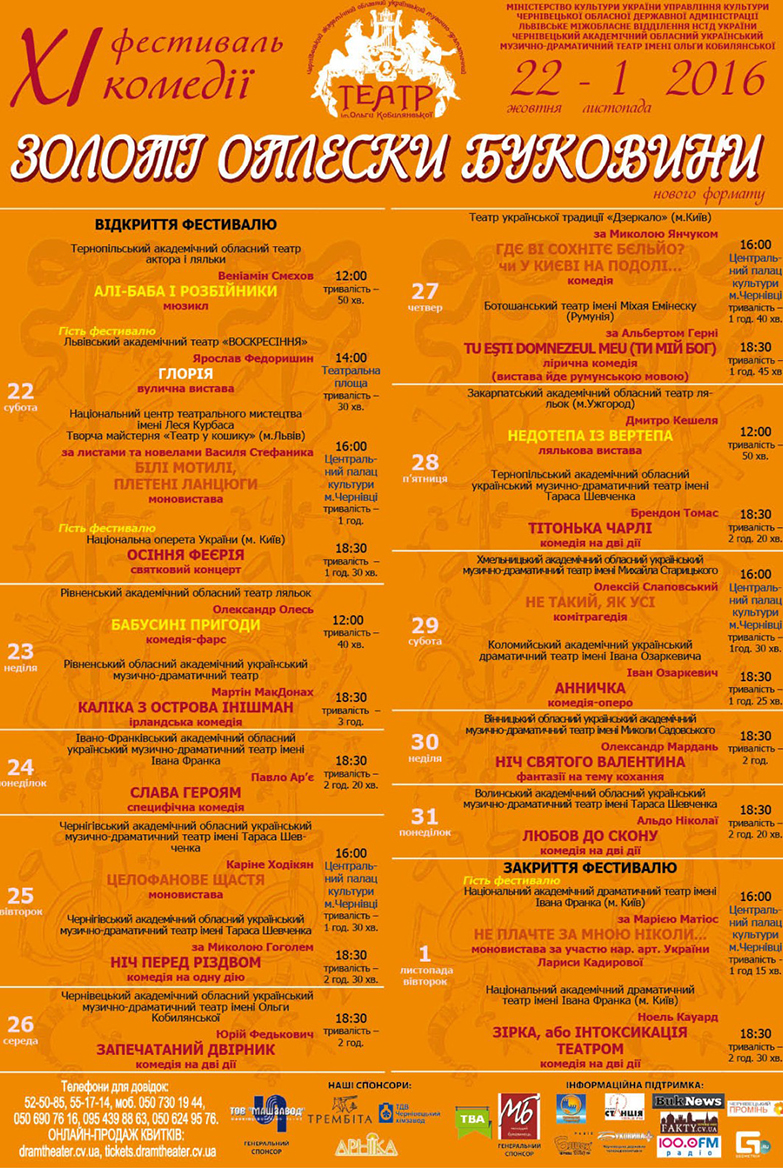 XI фестиваль
комедії
Чернівецький академічний обласний український музично-драматичний
ТЕАТР
ім. Ольги Кобилянської
МІНІСТЕРСТВО КУЛЬТУРИ УКРАЇНИ УПРАВЛІННЯ КУЛЬТУРИ
ЧЕРНІВЕЦЬКОЇ ОБЛАСНОЇ ДЕРЖАВНОЇ АДМІНІСТРАЦІЇ
ЛЬВІВСЬКЕ МІЖОБЛАСНЕ ВІДДІЛЕННЯ НСТД УКРАЇНИ
ЧЕРНІВЕЦЬКИЙ АКАДЕМІЧНИЙ ОБЛАСНИЙ УКРАЇНСЬКИЙ
МУЗИЧНО-ДРАМАТИЧНИЙ ТЕАТР ІМЕНІ ОЛЬГИ КОБИЛЯНСЬКОЇ
22 - 1 2016
жовтня листопада
ЗОЛОТІ ОПЛЕСКИ БУКОВИНИ
нового формату
ВІДКРИТТЯ ФЕСТИВАЛЮ
22
субота
Тернопільський академічний обласний театр
актора і ляльки
Веніамін Смєхов
АЛІ-БАБА І РОЗБІЙНИКИ
мюзикл
12:00
тривалість –
50 хв.
Гість фестивалю
Львівський академічний театр «ВОСКРЕСІННЯ»
Ярослав Федоришин
ГЛОРІЯ
вулична вистава
14:00
Театральна
площа
тривалість –
30 хв.
Національний центр театрального мистецтва
імені Леся Курбаса
Творча майстерня «Театр у кошику» (м.Львів)
за листами та новелами Василя Стефаника
БІЛІ МОТИЛІ,
ПЛЕТЕНІ ЛАНЦЮГИ
моновистава
16:00
Централь-
ний палац
культури
м.Чернівці
тривалість –
1 год.
Гість фестивалю
Національна оперета України (м. Київ)
ОСІННЯ ФЕЄРІЯ
святковий концерт
18:30
тривалість –
1 год. 30 хв.
23
неділя
Рівненський академічний обласний театр ляльок
Олександр Олесь
БАБУСИНІ ПРИГОДИ
комедія-фарс
12:00
тривалість –
40 хв.
Рівненський обласний академічний український
музично-драматичний театр
Мартін МакДонах
КАЛІКА З ОСТРОВА ІНІШМАН
ірландська комедія
18:30
тривалість –
3 год.
24
понеділок
Івано-Франківський академічний обласний
український музично-драматичний театр імені
Івана Франка
Павло Ар'є
СЛАВА ГЕРОЯМ
специфічна комедія
18:30
тривалість –
2 год. 20 хв.
25
вівторок
Чернігівський академічний обласний український
музично-драматичний театр імені Тараса Шев-
ченка
Каріне Ходікян
ЦЕЛОФАНОВЕ ЩАСТЯ
моновистава
16:00
Централь-
ний палац
культури
м.Чернівці
тривалість –
1 год. 30 хв.
Чернігівський академічний обласний український
музично-драматичний театр імені Тараса Шевченка
за Миколою Гоголем
НІЧ ПЕРЕД РІЗДВОМ
комедія на одну дію
18:30
тривалість –
2 год. 30 хв.
26
середа
Чернівецький академічний обласний український
музично-драматичний театр імені Ольги
Кобилянської
Юрій Федькович
ЗАПЕЧАТАНИЙ ДВІРНИК
комедія на дві дії
18:30
тривалість –
2 год.
27
четвер
Театр української традиції «Дзеркало» (м.Київ)
за Миколою Янчуком
ГДЄ ВІ СОХНІТЄ БЄЛЬЙО?
чи У КИЄВІ НА ПОДОЛІ...
комедія
16:00
Централь-
ний палац
культури
м.Чернівці
тривалість –
1 год. 40 хв.
Ботошанський театр імені Міхая Емінеску
(Румунія)
за Альбертом Герні
TU EŞTI DOMNEZEUL MEU (ТИ МІЙ БОГ)
лірична комедія
(вистава йде румунською мовою)
18:30
тривалість –
1 год. 45 хв
28
п'ятниця
Закарпатський академічний обласний театр ля-
льок (м.Ужгород)
Дмитро Кешеля
НЕДОТЕПА ІЗ ВЕРТЕПА
лялькова вистава
12:00
тривалість –
50 хв.
Тернопільський академічний обласний
український музично-драматичний театр імені
Тараса Шевченка
Брендон Томас
ТІТОНЬКА ЧАРЛІ
комедія на дві дії
18:30
тривалість –
2 год. 20 хв.
29
субота
Хмельницький академічний обласний український
музично-драматичний театр імені Михайла Старицького
Олексій Слаповський
НЕ ТАКИЙ, ЯК УСІ
комітрагедія
16:00
Централь-
ний палац
культури
м.Чернівці
тривалість–
1год. 30 хв.
Коломийський академічний український
драматичний театр імені Івана Озаркевича
Іван Озаркевич
АННИЧКА
комедія-оперо
18:30
тривалість –
1 год. 25 хв.
30
неділя
Вінницький обласний український академічний
музично-драматичний театр імені Миколи Садовського
Олександр Мардань
НІЧ СВЯТОГО ВАЛЕНТИНА
фантазії на тему кохання
18:30
тривалість –
2 год.
31
понеділок
Волинський академічний обласний український
музично-драматичний театр імені Тараса Шевченка
Альдо Ніколаї
ЛЮБОВ ДО СКОНУ
комедія на дві дії
18:30
тривалість –
2 год. 20 хв.
ЗАКРИТТЯ ФЕСТИВАЛЮ
1
листопада
вівторок
Гість фестивалю
Національний академічний драматичний театр імені
Івана Франка (м. Київ)
за Марією Матіос
НЕ ПЛАЧТЕ ЗА МНОЮ НІКОЛИ...
моновистава за участю нар. арт. України
Лариси Кадирової
16:00
Централь-
ний палац
культури
м.Чернівці
тривалість -
1 год 15 хв.
Національний академічний драматичний
театр імені Івана Франка (м. Київ)
Ноель Кауард
ЗІРКА, або ІНТОКСИКАЦІЯ
ТЕАТРОМ
комедія на дві дії
18:30
тривалість –
2 год. 30 хв.
Телефони для довідок:
52-50-85, 55-17-14, моб. 050 730 19 44,
050 690 76 16, 095 439 88 63, 050 624 95 76.
ОНЛАЙН-ПРОДАЖ КВИТКІВ:
dramtheater.cv.ua, tickets.dramtheater.cv.ua
НАШІ СПОНСОРИ:
ТОВ "МАШЗАВОД"
ГЕНЕРАЛЬНИЙ
СПОНСОР
ТРЕМБІТА
ТДВ
Чернівецький
хімзавод
АРНІКА
ІНФОРМАЦІЙНА ПІДТРИМКА:
ТВА
МБ
ГЕНЕРАЛЬНИЙ
СПОНСОР
СТАНЦІЯ
BukNews
ФАКТИ.CV.UA
100.0FM
радіо
ЧЕРНІВЕЦЬКИЙ
ПРОМІНЬ
БУКОВИНА